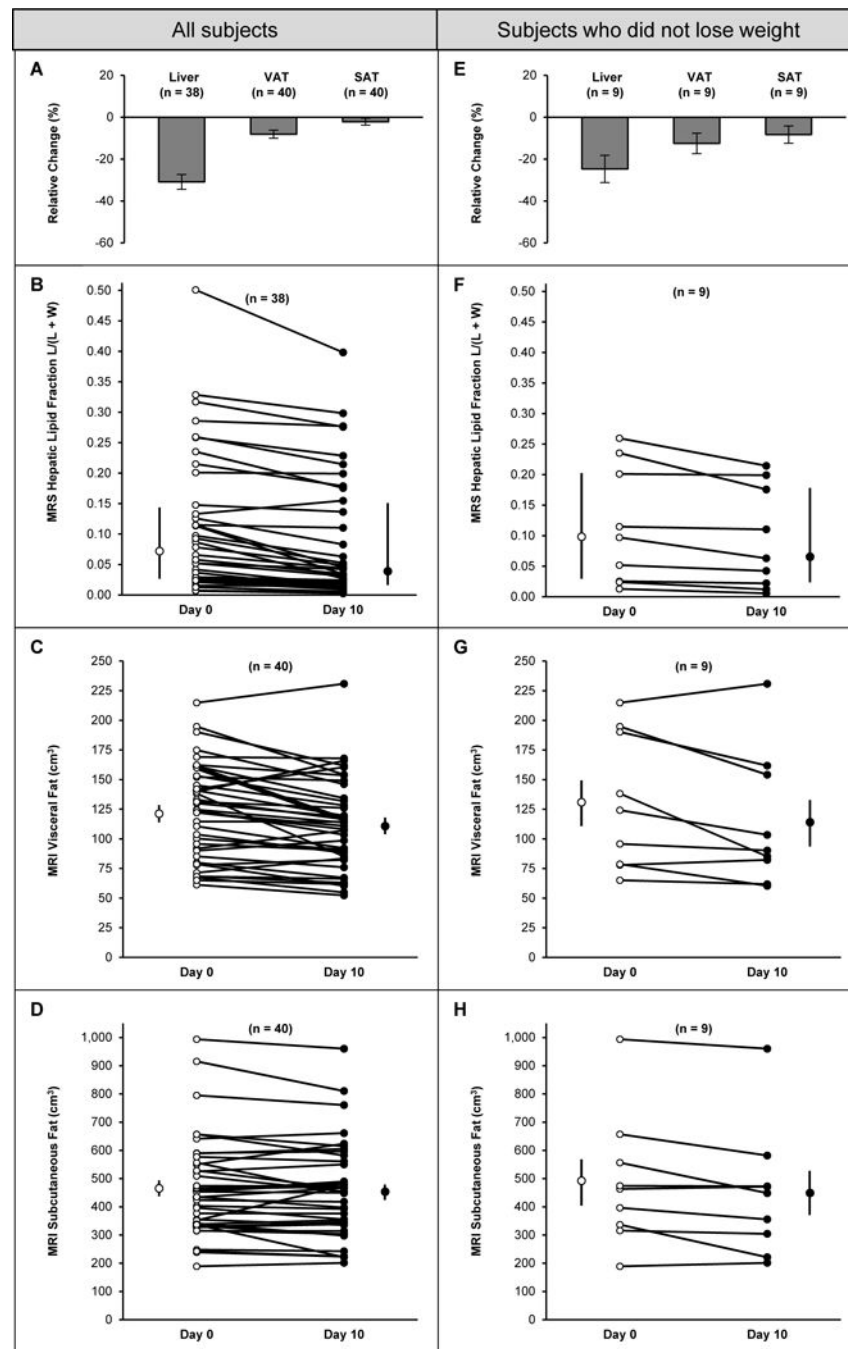 All subjects
Subjects who did not lose weight
A
Liver
(n = 38)
VAT
(n = 40)
SAT
(n = 40)
Relative Change (%)
20
0
-20
-40
-60
E
Liver
(n = 9)
VAT
(n = 9)
SAT
(n = 9)
Relative Change (%)
20
0
-20
-40
-60
B
(n = 38)
MRS Hepatic Lipid Fraction L/(L + W)
0.50
0.45
0.40
0.35
0.30
0.25
0.20
0.15
0.10
0.05
0.00
Day 0
Day 10
F
(n = 9)
MRS Hepatic Lipid Fraction L/(L + W)
0.50
0.45
0.40
0.35
0.30
0.25
0.20
0.15
0.10
0.05
0.00
Day 0
Day 10
C
(n = 40)
MRI Visceral Fat (cm³)
250
225
200
175
150
125
100
75
50
25
0
Day 0
Day 10
G
(n = 9)
MRI Visceral Fat (cm³)
250
225
200
175
150
125
100
75
50
25
0
Day 0
Day 10
D
(n = 40)
MRI Subcutaneous Fat (cm³)
1,000
900
800
700
600
500
400
300
200
100
0
Day 0
Day 10
H
(n = 9)
MRI Subcutaneous Fat (cm³)
1,000
900
800
700
600
500
400
300
200
100
0
Day 0
Day 10